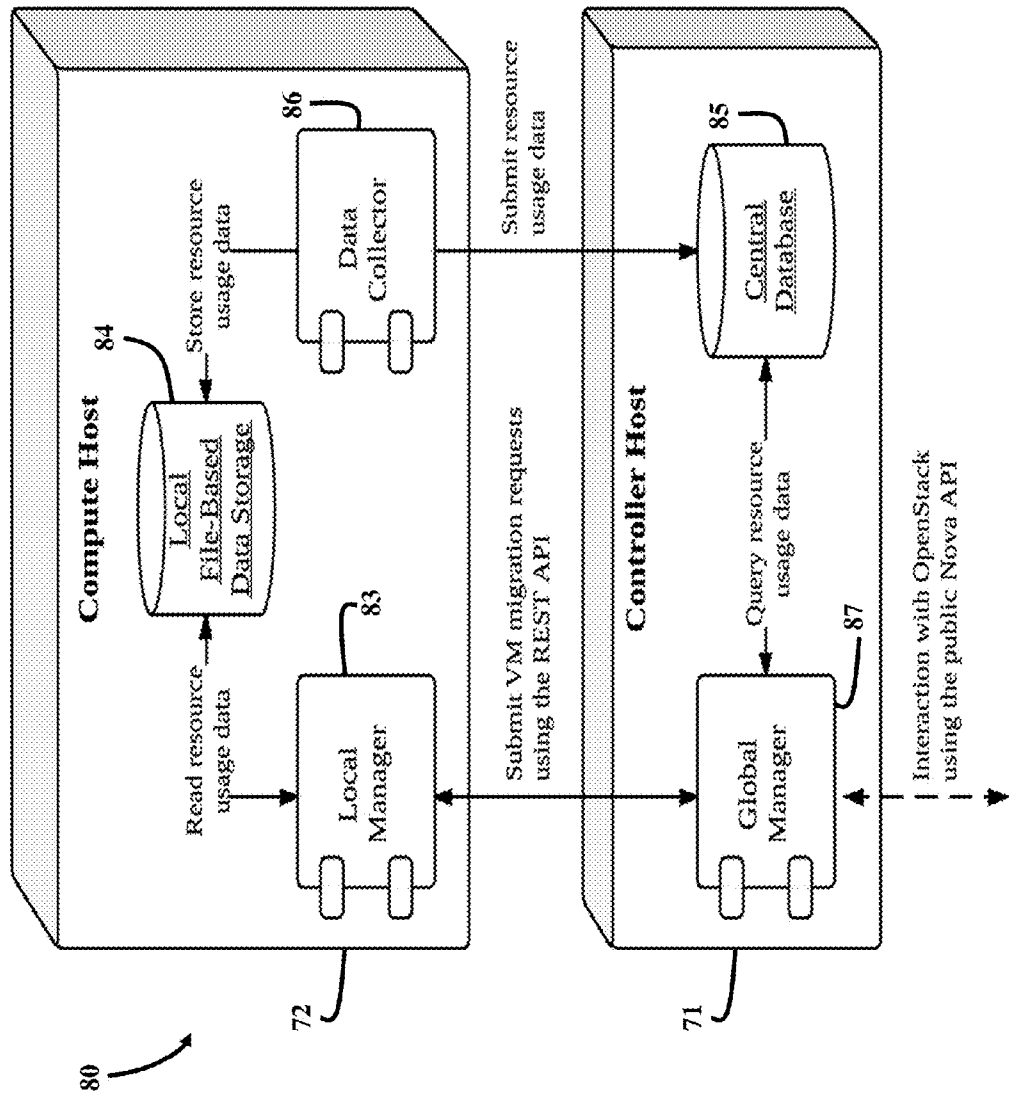 80
72
Compute Host
84
Local
File-Based
Data Storage
Read resource
usage data
Store resource
usage data
83
Local
Manager
86
Data
Collector
Submit VM migration requests
using the REST API
Submit resource
usage data
71
Controller Host
Global
Manager
87
Query resource
usage data
85
Central
Database
Interaction with OpenStack
using the public Nova API